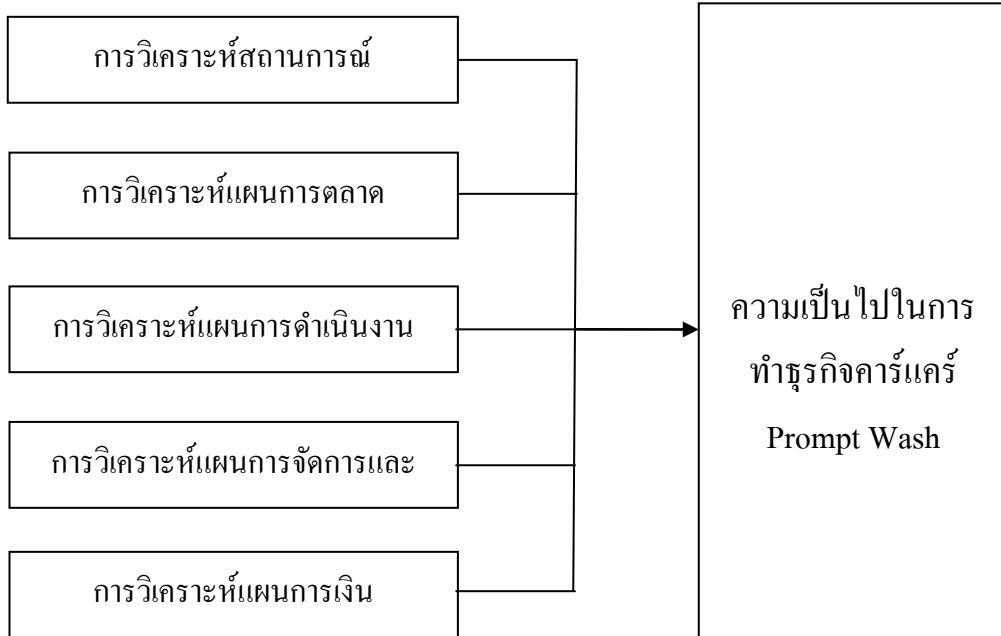 การวิเคราะห์สถานการณ์
การวิเคราะห์แผนการตลาด
การวิเคราะห์แผนการดำเนินงาน
การวิเคราะห์แผนการจัดการและ
การวิเคราะห์แผนการเงิน
ความเป็นไปในการ
ทำธุรกิจคาร์แคร์
Prompt Wash